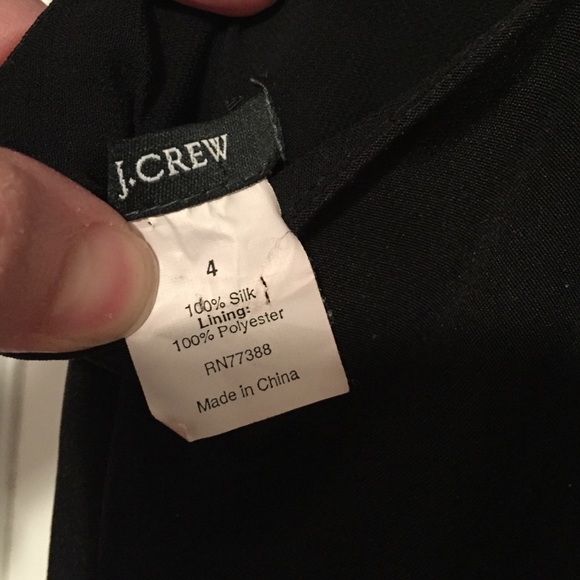 J.CREW
4
100% Silk
Lining:
100% Polyester
RN77388
Made in China